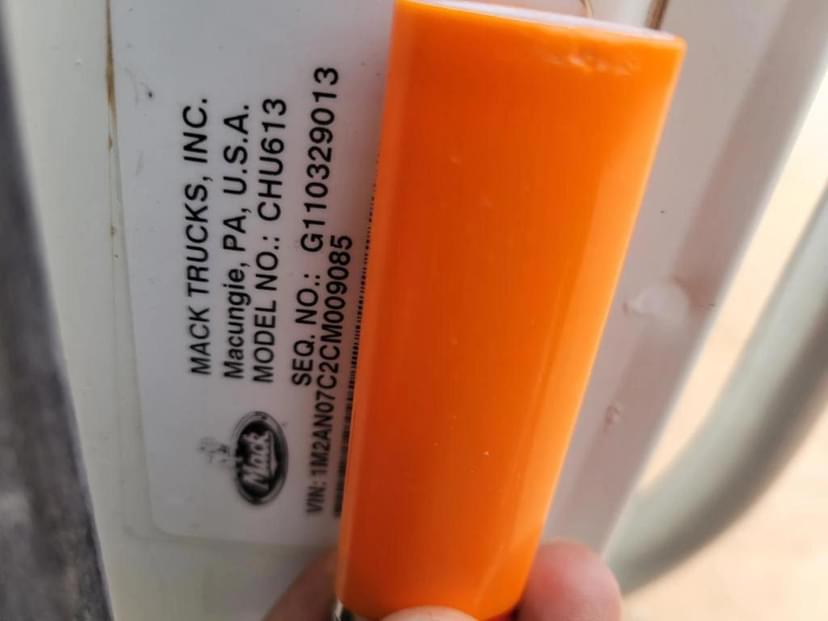 MACK TRUCKS, INC.
Macungie, PA, U.S.A.
MODEL NO.: CHU613
SEQ. NO.: G110329013
VIN: 1M2AN07C2CM009085
Mack